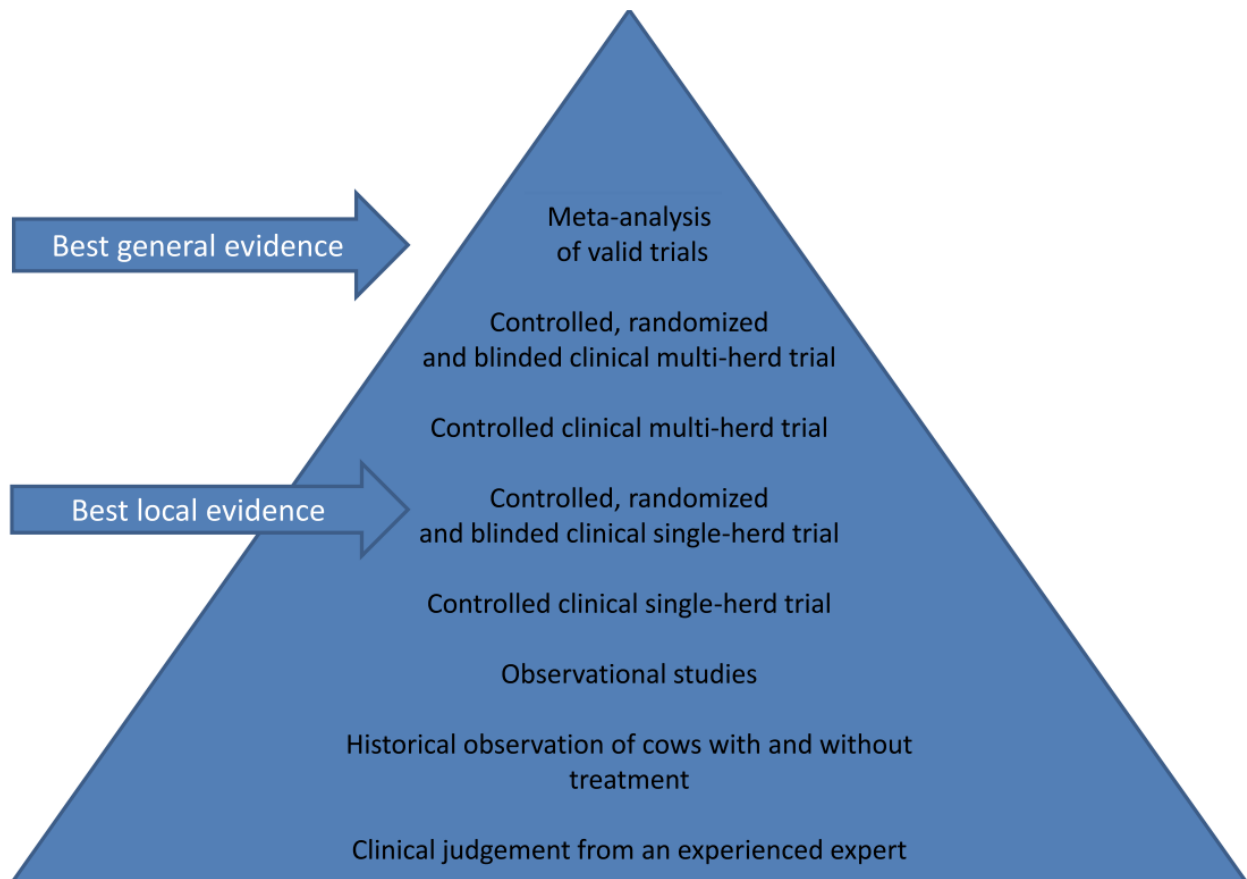 Meta-analysis
of valid trials
Best general evidence
Controlled, randomized
and blinded clinical multi-herd trial
Controlled clinical multi-herd trial
Controlled, randomized
and blinded clinical single-herd trial
Best local evidence
Controlled clinical single-herd trial
Observational studies
Historical observation of cows with and without
treatment
Clinical judgement from an experienced expert